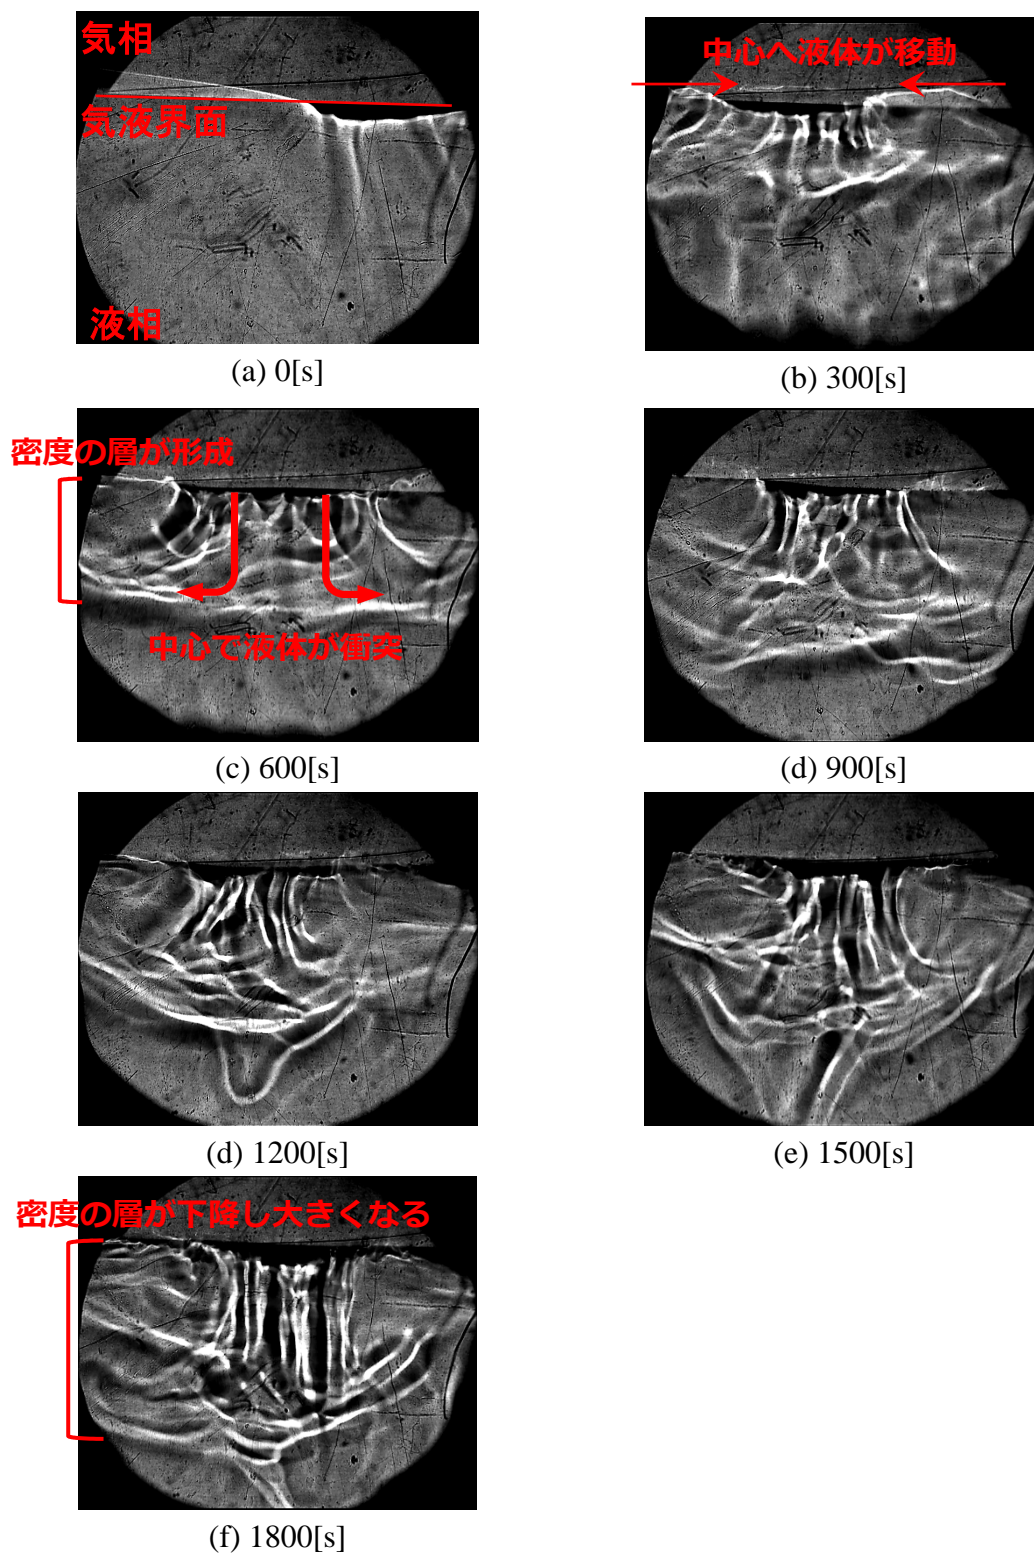 気相
気液界面
液相
(a) 0[s]
中心へ液体が移動
(b) 300[s]
密度の層が形成
中心で液体が衝突
(c) 600[s]
(d) 900[s]
(d) 1200[s]
(e) 1500[s]
密度の層が下降し大きくなる
(f) 1800[s]